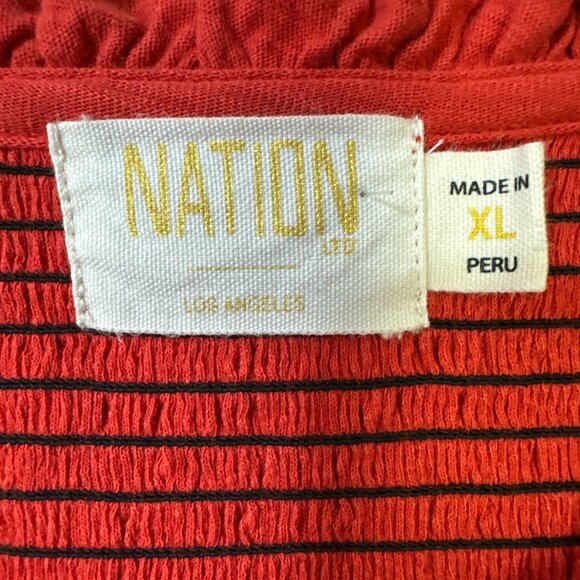 NATION
LTD
LOS ANGELES
MADE IN
XL
PERU